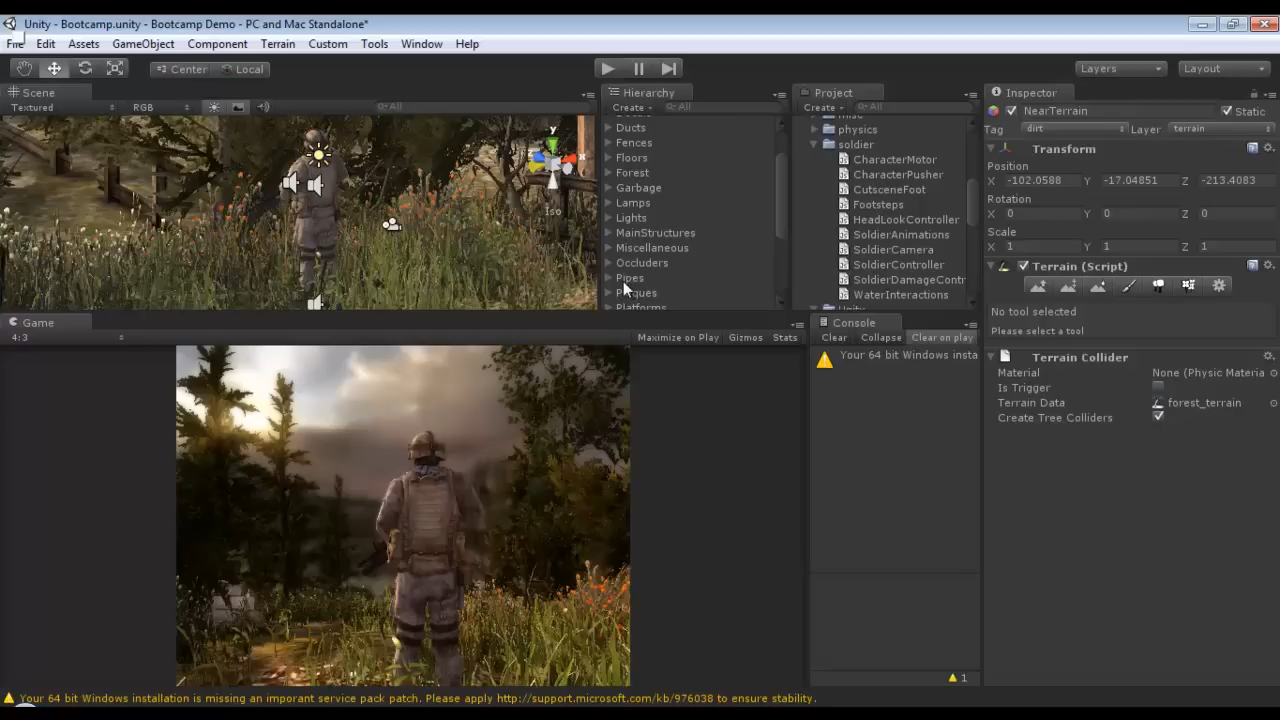 Unity - Bootcamp.unity - Bootcamp Demo - PC and Mac Standalone*
File Edit Assets GameObject Component Terrain Custom Tools Window Help
Center Local
Layers Layout
Scene
Textured RGB All
y
Iso
Hierarchy
Create All
Ducts
Fences
Floors
Forest
Garbage
Lamps
Lights
MainStructures
Miscellaneous
Occluders
Pipes
Platforms
Project
Create All
misc
physics
soldier
CharacterMotor
CharacterPusher
CutsceneFoot
Footsteps
HeadLookController
SoldierAnimations
SoldierCamera
SoldierController
SoldierDamageContr
WaterInteractions
Inspector
NearTerrain Static
Tag dirt Layer terrain
Transform
Position
X -102.0588 Y -17.04851 Z -213.4083
Rotation
X 0 Y 0 Z 0
Scale
X 1 Y 1 Z 1
Terrain (Script)
No tool selected
Please select a tool
Terrain Collider
Material None (Physic Materia
Is Trigger
Terrain Data forest_terrain
Create Tree Colliders
Game
4:3 Maximize on Play Gizmos Stats
Console
Clear Collapse Clear on play
Your 64 bit Windows insta
1
Your 64 bit Windows installation is missing an imporant service pack patch. Please apply http://support.microsoft.com/kb/976038 to ensure stability.